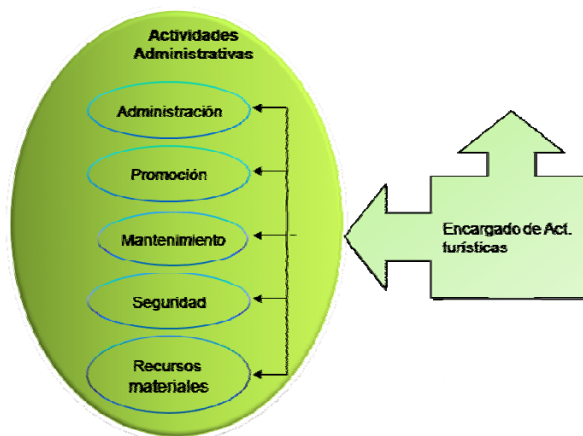 Actividades
Administrativas
Administración
Promoción
Mantenimiento
Seguridad
Recursos
materiales
Encargado de Act.
turísticas